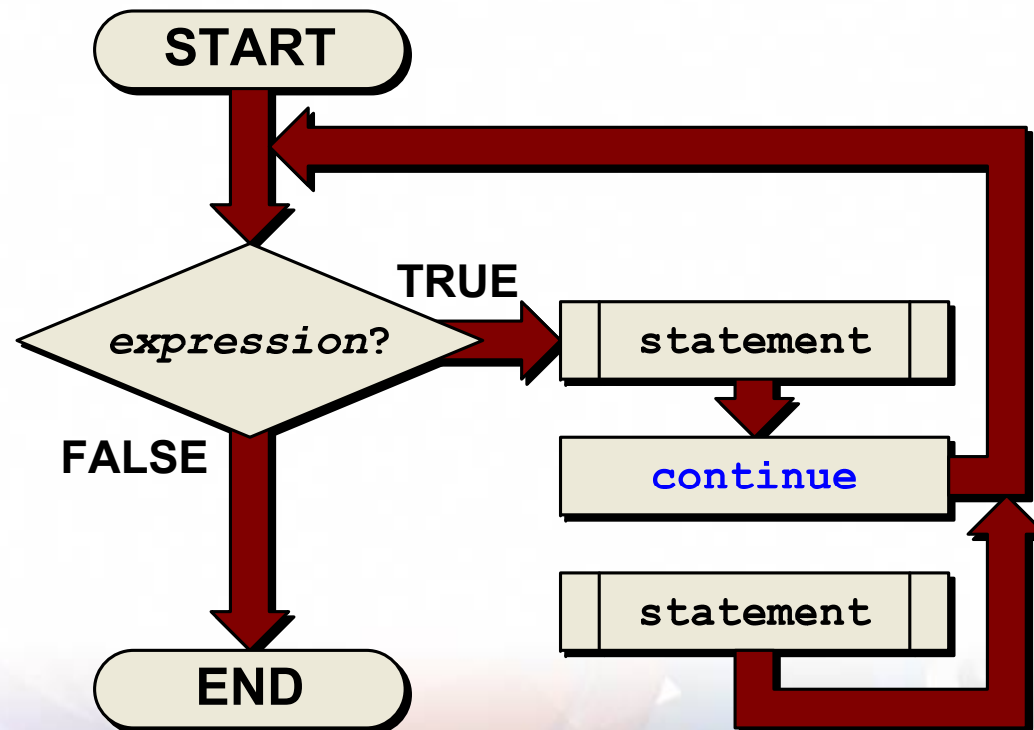 START
TRUE
expression?
statement
FALSE
continue
statement
END